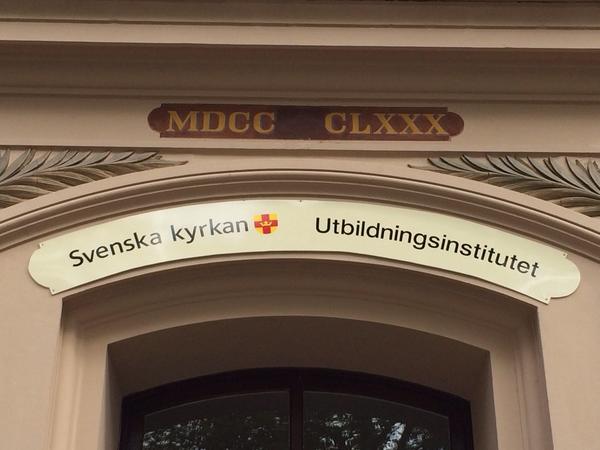 MDCC CLXXX
Svenska kyrkan Utbildningsinstitutet